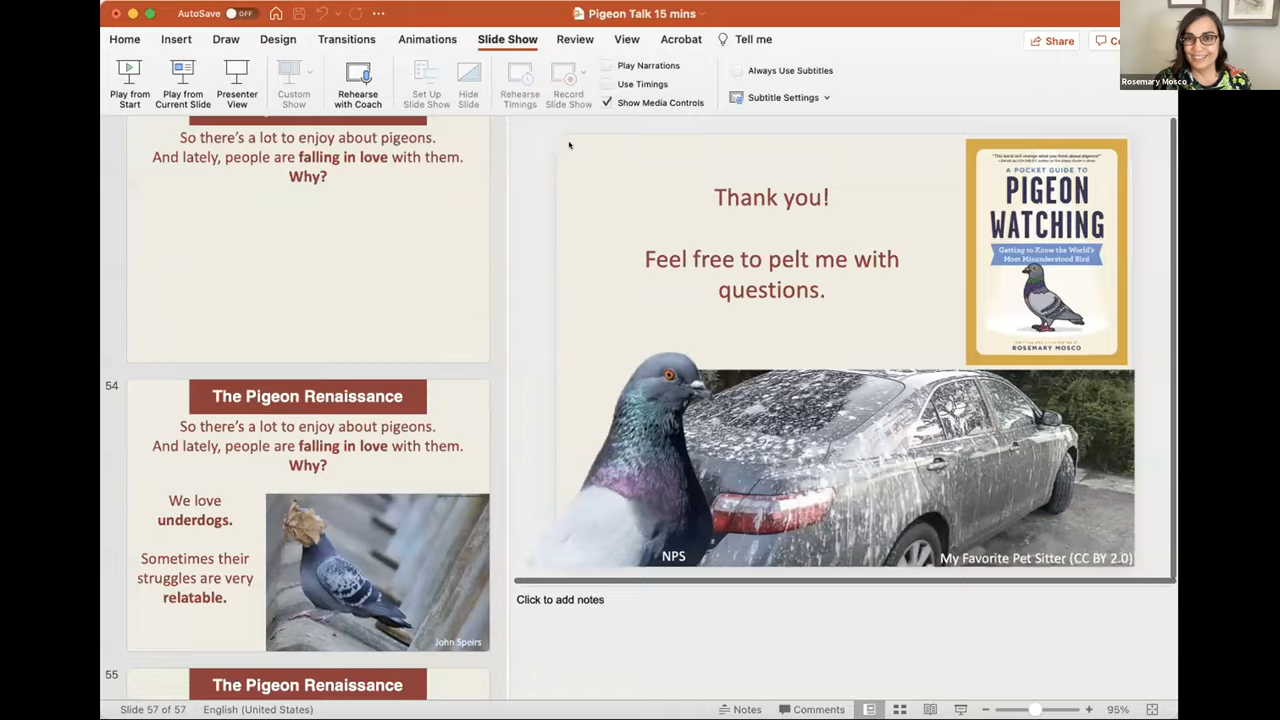 AutoSave OFF
Pigeon Talk 15 mins
Home Insert Draw Design Transitions Animations Slide Show Review View Acrobat Tell me
Share
Play from Start
Play from Current Slide
Presenter View
Custom Show
Rehearse with Coach
Set Up Slide Show
Hide Slide
Rehearse Timings
Record Slide Show
Play Narrations
Use Timings
Show Media Controls
Always Use Subtitles
Subtitle Settings
Rosemary Mosco
So there's a lot to enjoy about pigeons.
And lately, people are falling in love with them.
Why?
54
The Pigeon Renaissance
So there's a lot to enjoy about pigeons.
And lately, people are falling in love with them.
Why?
We love
underdogs.
Sometimes their
struggles are very
relatable.
John Speirs
55
The Pigeon Renaissance
Thank you!
Feel free to pelt me with
questions.
A POCKET GUIDE TO
PIGEON
WATCHING
Getting to Know the World's
Most Misunderstood Bird
WRITTEN AND ILLUSTRATED BY
ROSEMARY MOSCO
NPS
My Favorite Pet Sitter (CC BY 2.0)
Click to add notes
Slide 57 of 57 English (United States) Notes Comments 95%